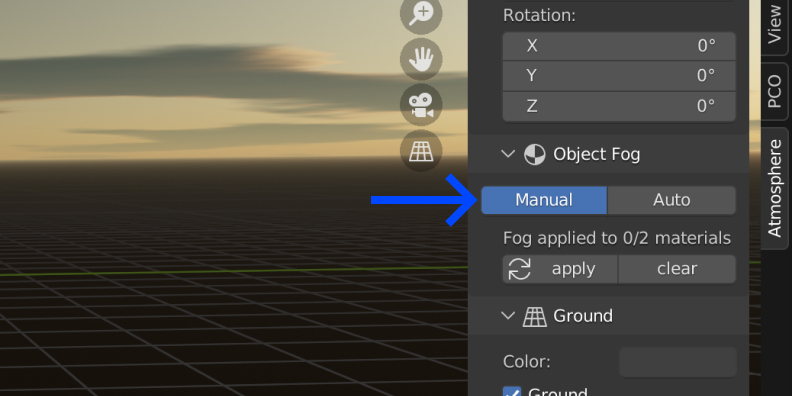 Rotation:
X 0°
Y 0°
Z 0°
Object Fog
Manual Auto
Fog applied to 0/2 materials
apply clear
Ground
Color:
Ground
View
PCO
Atmosphere